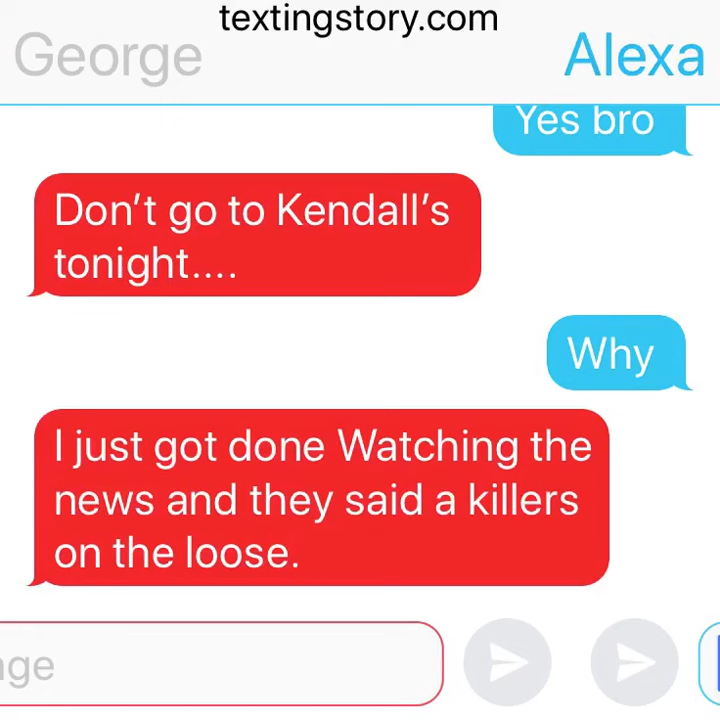 textingstory.com
George
Alexa
Yes bro
Don't go to Kendall's
tonight....
Why
I just got done Watching the
news and they said a killers
on the loose.
ge